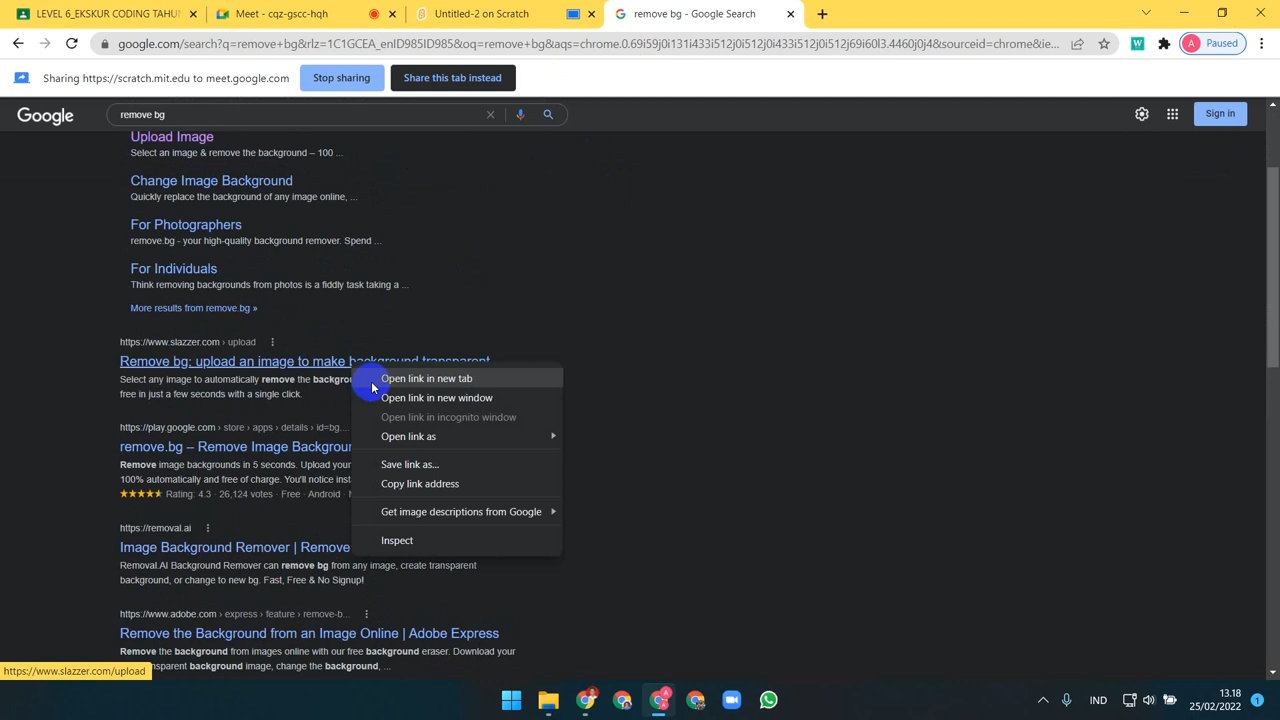 LEVEL 6_EKSKUR CODING TAHU
Meet - cqz-gscc-hqh
Untitled-2 on Scratch
remove bg - Google Search
google.com/search?q=remove+bg&rlz=1C1GCEA_enID985ID985&oq=remove+bg&aqs=chrome.0.69i59j0i131i433i512j0i512j0i433i512j0i512j69i60l3.4460j0j4&sourceid=chrome&ie...
A Paused
Sharing https://scratch.mit.edu to meet.google.com
Stop sharing
Share this tab instead
Google
remove bg
Sign in
Upload Image
Select an image & remove the background – 100 ...
Change Image Background
Quickly replace the background of any image online, ...
For Photographers
remove.bg - your high-quality background remover. Spend ...
For Individuals
Think removing backgrounds from photos is a fiddly task taking a ...
More results from remove.bg »
https://www.slazzer.com › upload
Remove bg: upload an image to make background transparent
Select any image to automatically remove the backgro
free in just a few seconds with a single click.
Open link in new tab
Open link in new window
Open link in incognito window
Open link as
Save link as...
Copy link address
Get image descriptions from Google
Inspect
https://play.google.com › store › apps › details › id=bg....
remove.bg – Remove Image Backgroun
Remove image backgrounds in 5 seconds. Upload your
100% automatically and free of charge. You'll notice inst
Rating: 4.3 · 26,124 votes · Free · Android ·
https://removal.ai
Image Background Remover | Remove
Removal.AI Background Remover can remove bg from any image, create transparent
background, or change to new bg. Fast, Free & No Signup!
https://www.adobe.com › express › feature › remove-b...
Remove the Background from an Image Online | Adobe Express
Remove the background from images online with our free background eraser. Download your
nsparent background image, change the background, ...
https://www.slazzer.com/upload
IND
13.18
25/02/2022
1